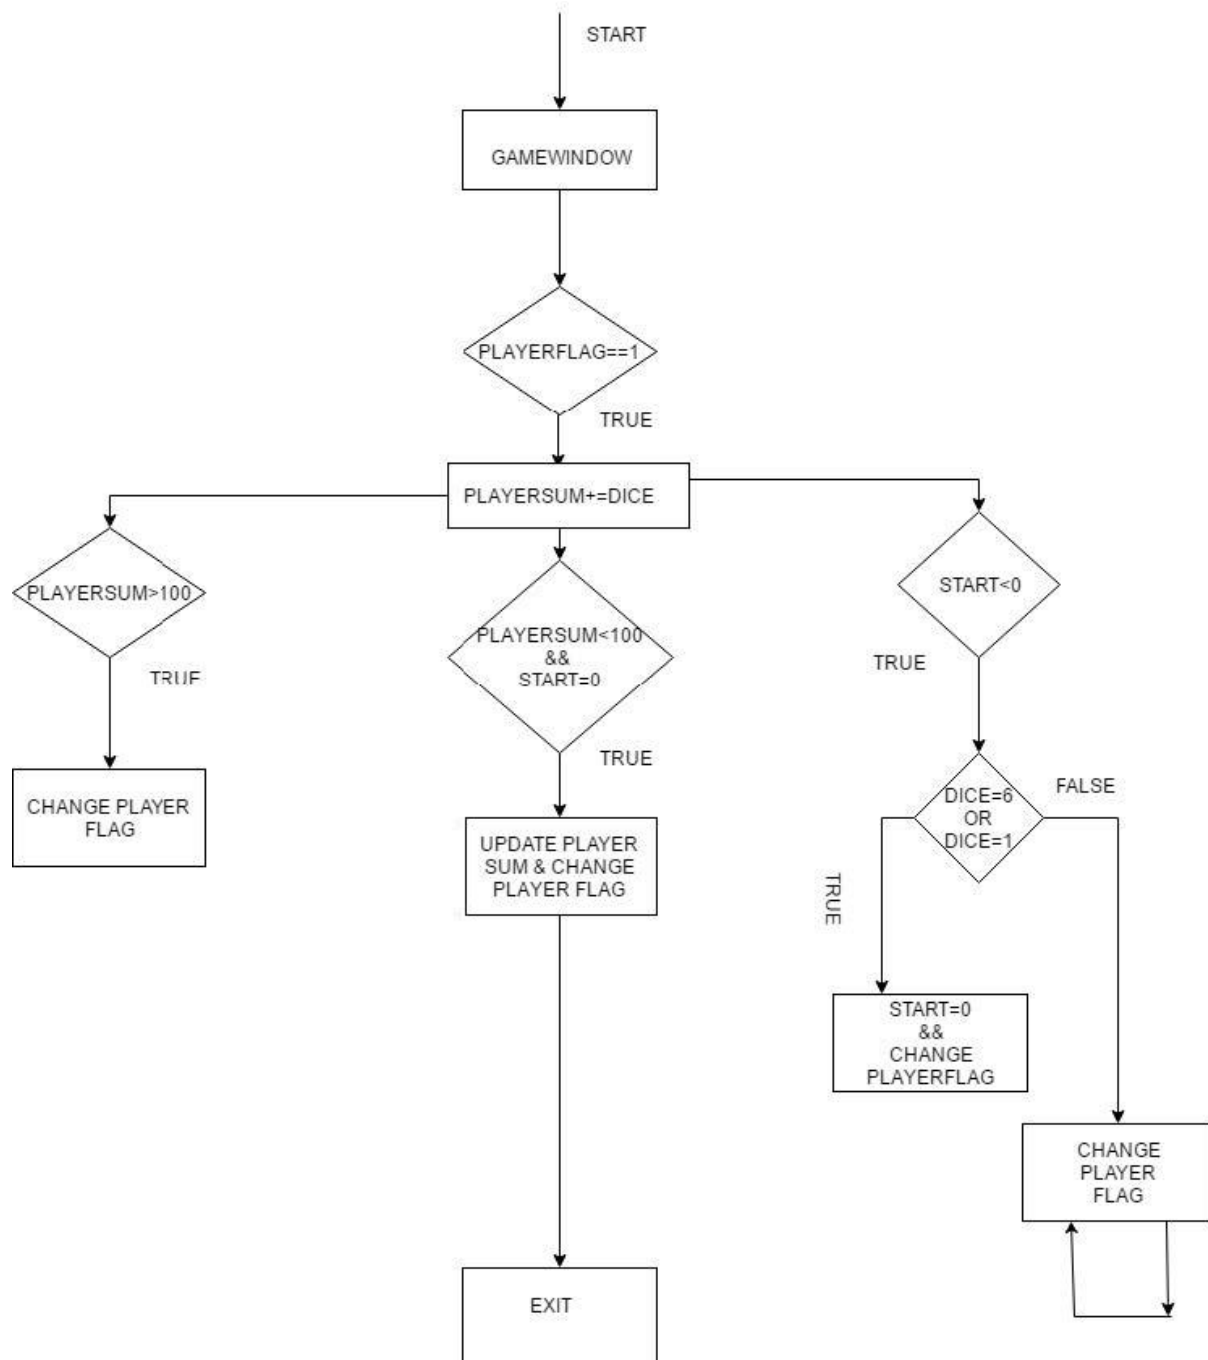 START
GAMEWINDOW
PLAYERFLAG==1
TRUE
PLAYERSUM+=DICE
PLAYERSUM>100
TRUE
CHANGE PLAYER
FLAG
PLAYERSUM<100
&&
START=0
TRUE
UPDATE PLAYER
SUM & CHANGE
PLAYER FLAG
EXIT
START<0
TRUE
DICE=6
OR
DICE=1
FALSE
TRUE
START=0
&&
CHANGE
PLAYERFLAG
CHANGE
PLAYER
FLAG